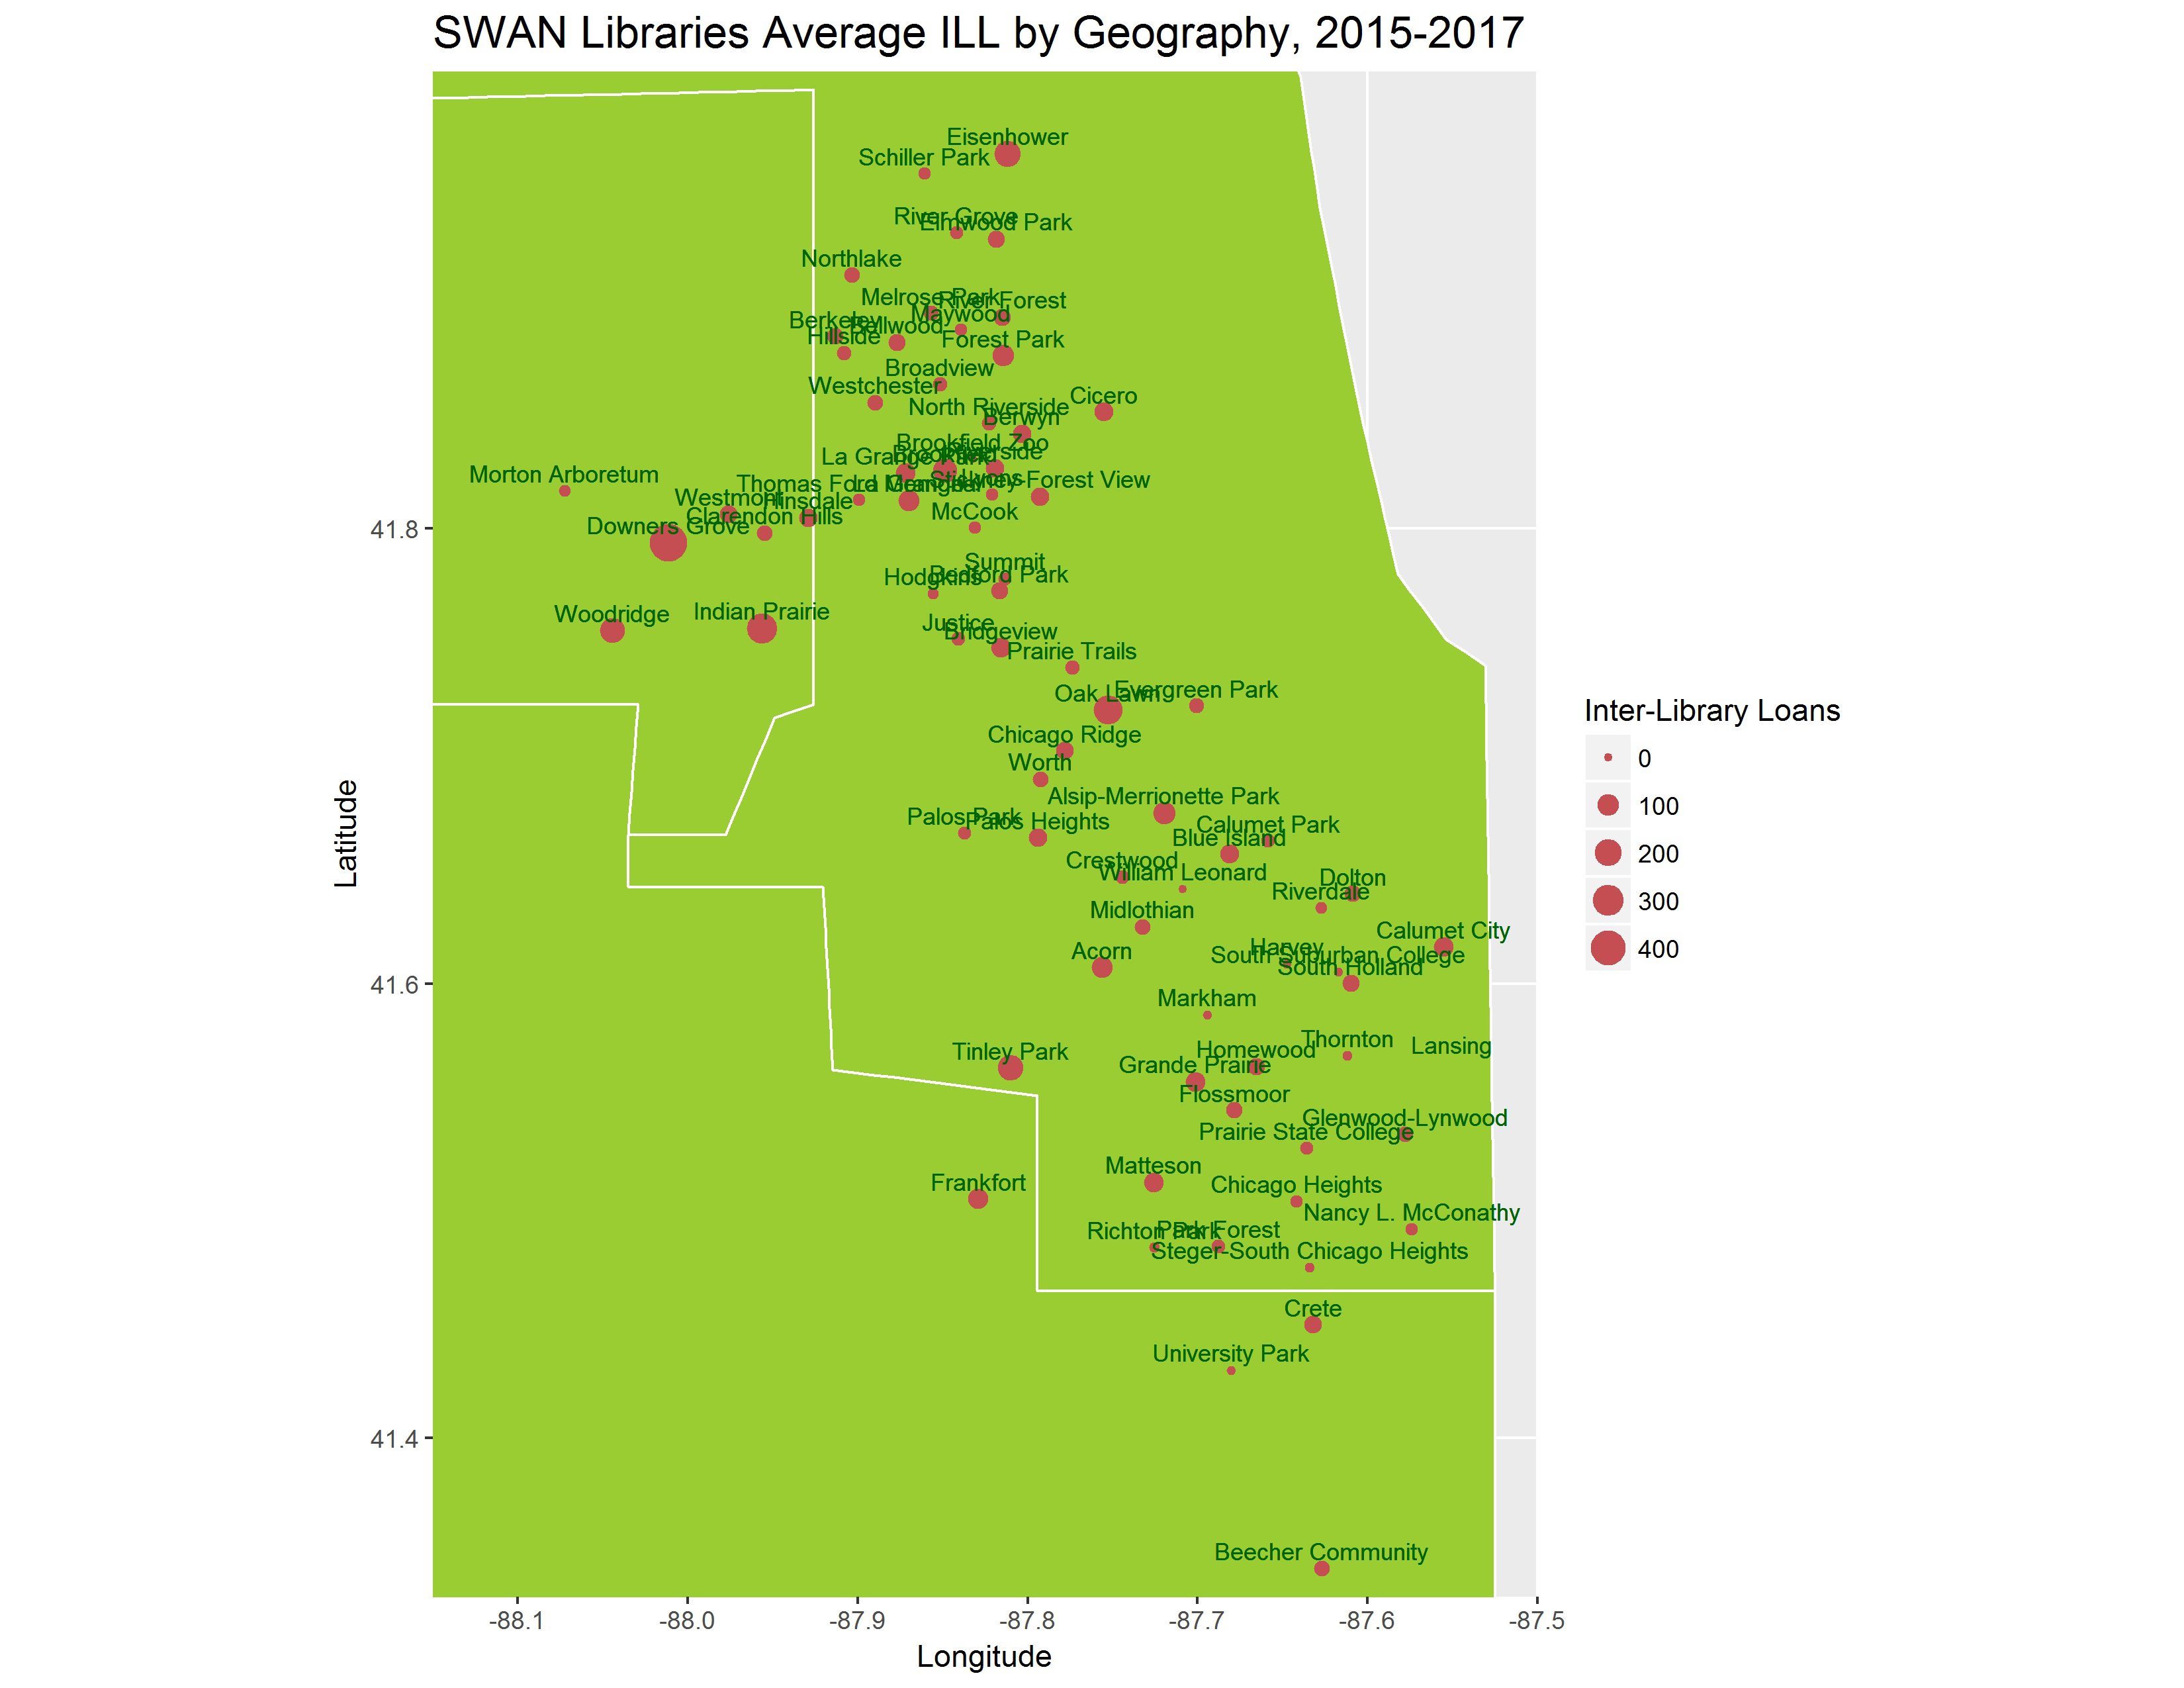 SWAN Libraries Average ILL by Geography, 2015-2017
Eisenhower
Schiller Park
River Grove
Elmwood Park
Northlake
Melrose Park
River Forest
Maywood
Berkeley
Bellwood
Hillside
Forest Park
Broadview
Westchester
Cicero
North Riverside
Berwyn
Brookfield Zoo
Brookfield
Riverside
La Grange Park
Morton Arboretum
Lyons
Stickney-Forest View
Thomas Ford Memorial
La Grange
Westmont
Hinsdale
McCook
Clarendon Hills
Downers Grove
41.8
Summit
Bedford Park
Hodgkins
Woodridge
Indian Prairie
Justice
Bridgeview
Prairie Trails
Oak Lawn
Evergreen Park
Chicago Ridge
Worth
Alsip-Merrionette Park
Palos Park
Palos Heights
Calumet Park
Blue Island
Crestwood
William Leonard
Dolton
Riverdale
Midlothian
Calumet City
Harvey
Acorn
South Suburban College
South Holland
41.6
Markham
Thornton
Lansing
Homewood
Tinley Park
Grande Prairie
Flossmoor
Glenwood-Lynwood
Prairie State College
Matteson
Frankfort
Chicago Heights
Nancy L. McConathy
Richton Park
Park Forest
Steger-South Chicago Heights
Crete
University Park
41.4
Beecher Community
-88.1
-88.0
-87.9
-87.8
-87.7
-87.6
-87.5
Longitude
Latitude
Inter-Library Loans
0
100
200
300
400